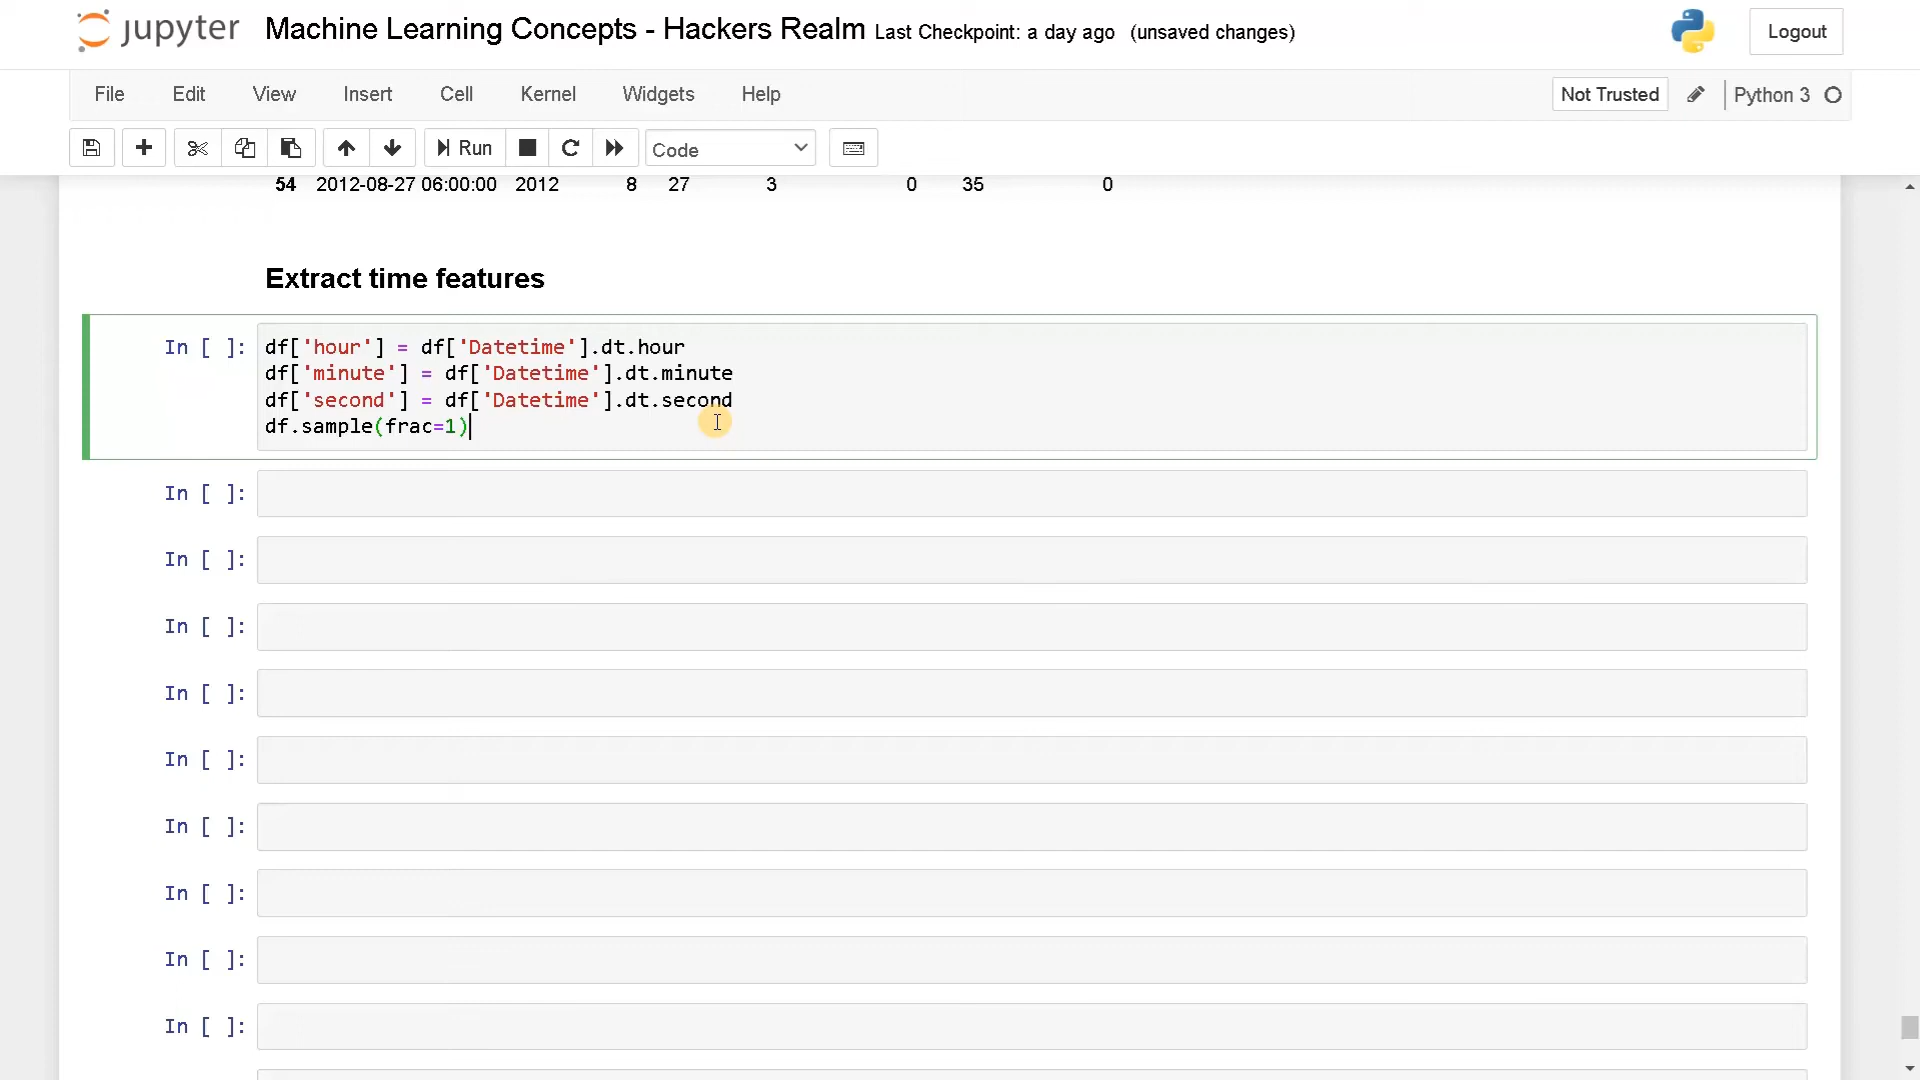 jupyter Machine Learning Concepts - Hackers Realm Last Checkpoint: a day ago (unsaved changes) Logout
File Edit View Insert Cell Kernel Widgets Help Not Trusted Python 3
Run Code
54 2012-08-27 06:00:00 2012 8 27 3 0 35 0
Extract time features
In [ ]: df['hour'] = df['Datetime'].dt.hour
df['minute'] = df['Datetime'].dt.minute
df['second'] = df['Datetime'].dt.second
df.sample(frac=1)
In [ ]:
In [ ]:
In [ ]:
In [ ]:
In [ ]:
In [ ]:
In [ ]:
In [ ]:
In [ ]: